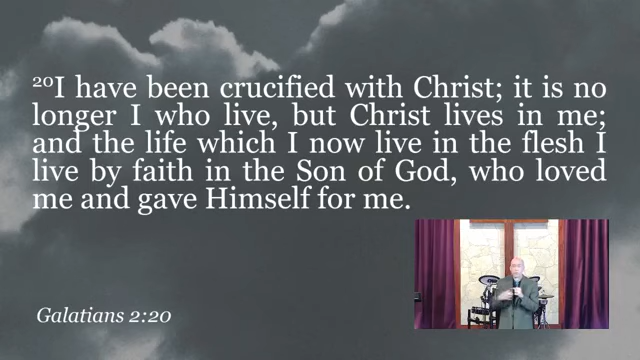 20I have been crucified with Christ; it is no
longer I who live, but Christ lives in me;
and the life which I now live in the flesh I
live by faith in the Son of God, who loved
me and gave Himself for me.
Galatians 2:20